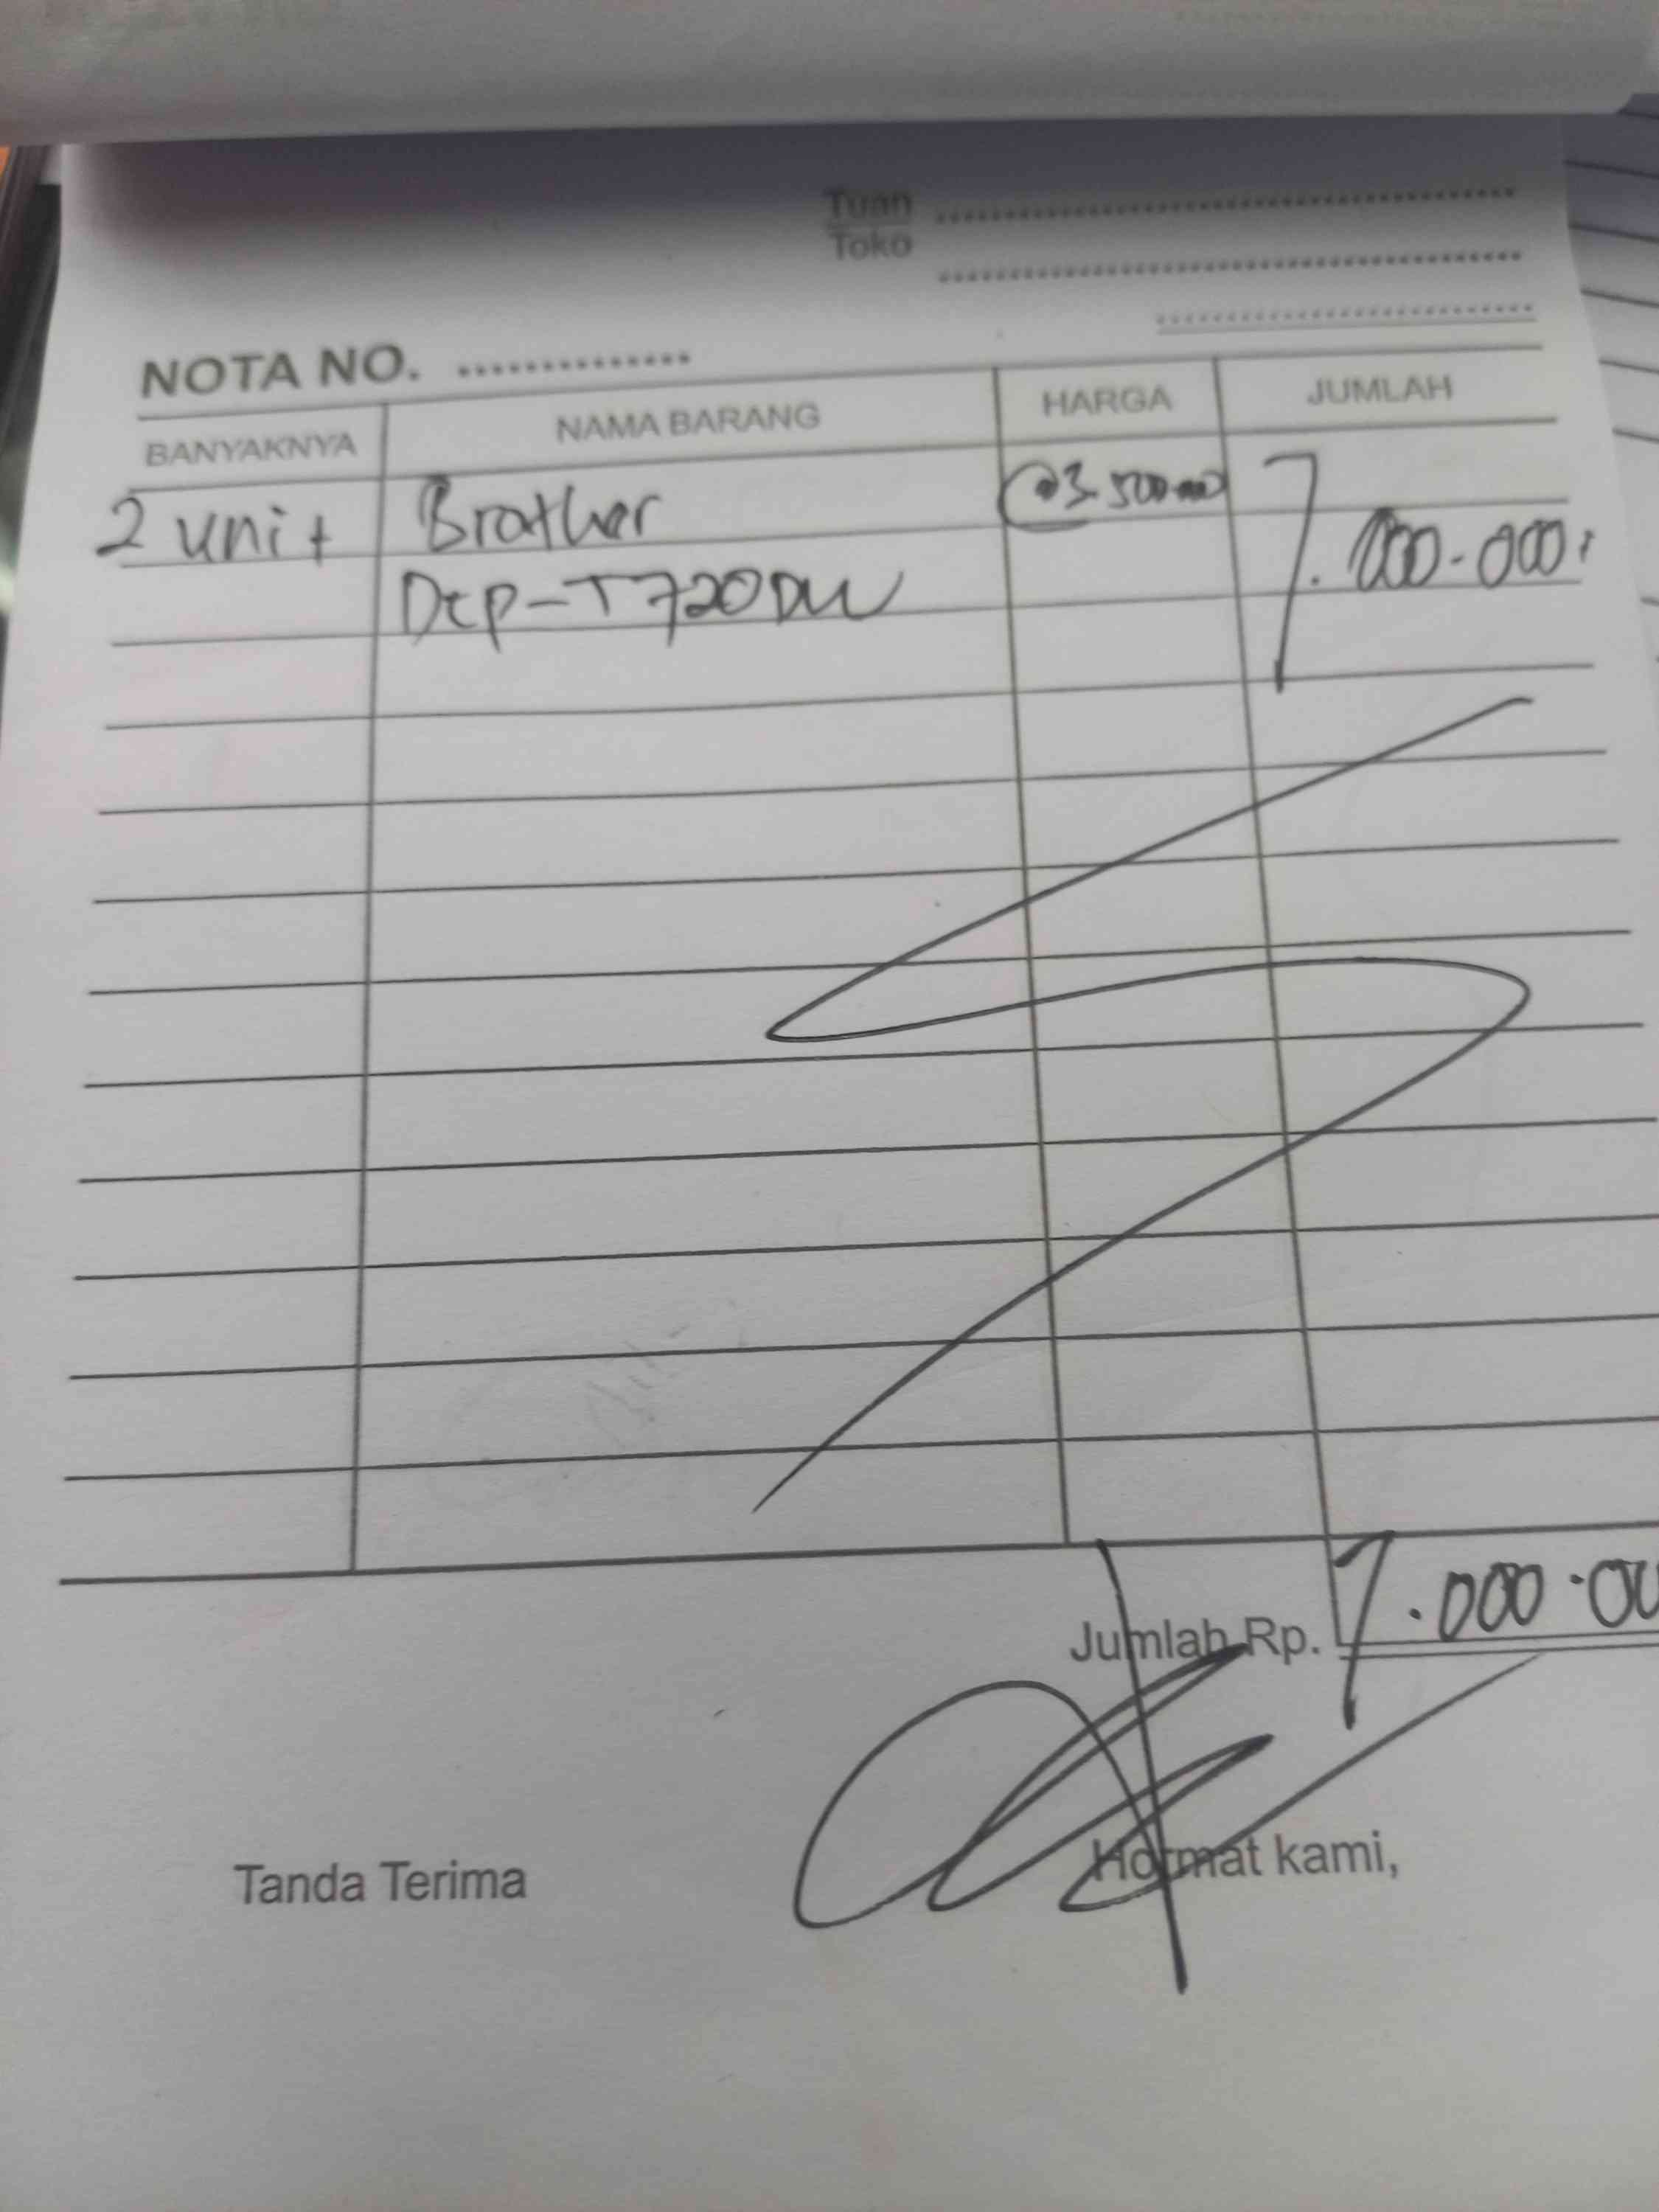 Tuan
Toko
NOTA NO.
BANYAKNYA NAMA BARANG HARGA JUMLAH
2 unit Brother @3.500.000 7.000.000,
Dcp-T720DW
Jumlah Rp. 7.000.00
Tanda Terima Hormat kami,